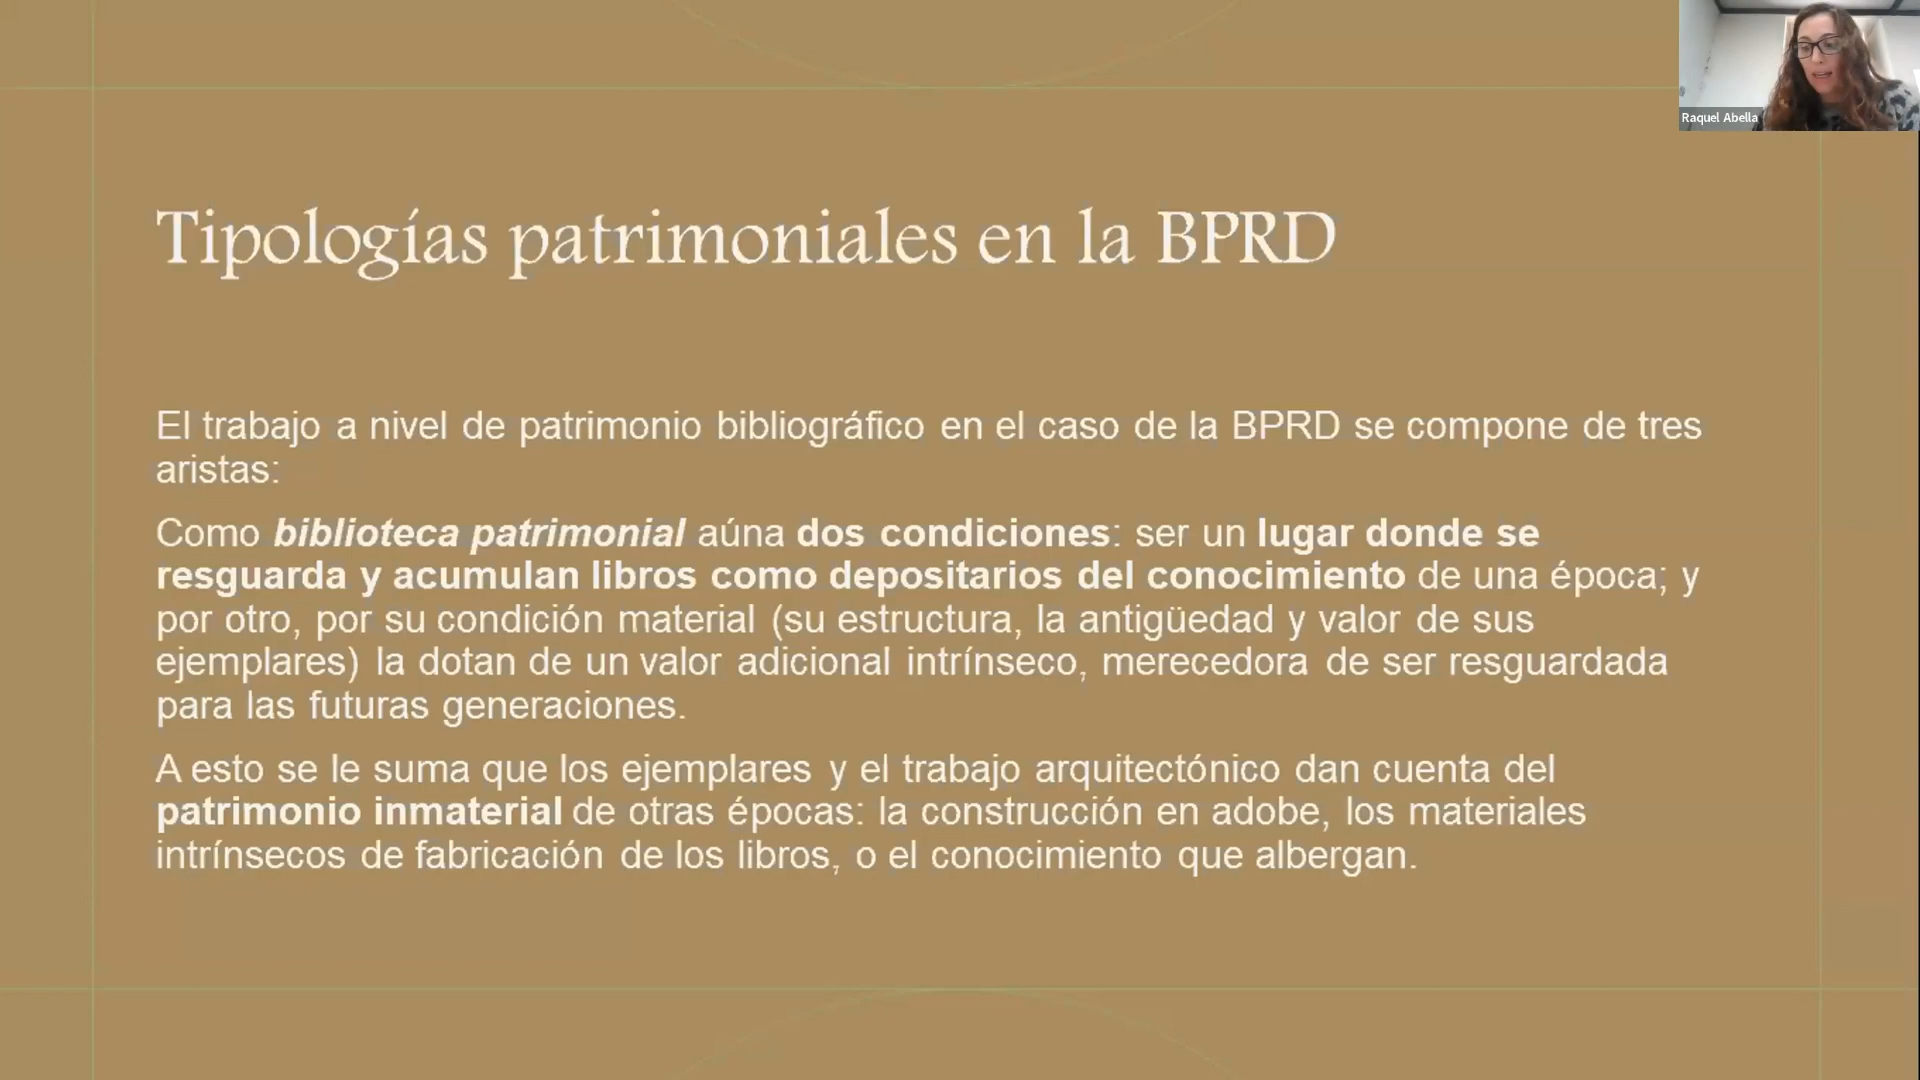 Raquel Abella
Tipologías patrimoniales en la BPRD
El trabajo a nivel de patrimonio bibliográfico en el caso de la BPRD se compone de tres
aristas:
Como biblioteca patrimonial aúna dos condiciones: ser un lugar donde se
resguarda y acumulan libros como depositarios del conocimiento de una época; y
por otro, por su condición material (su estructura, la antigüedad y valor de sus
ejemplares) la dotan de un valor adicional intrínseco, merecedora de ser resguardada
para las futuras generaciones.
A esto se le suma que los ejemplares y el trabajo arquitectónico dan cuenta del
patrimonio inmaterial de otras épocas: la construcción en adobe, los materiales
intrínsecos de fabricación de los libros, o el conocimiento que albergan.